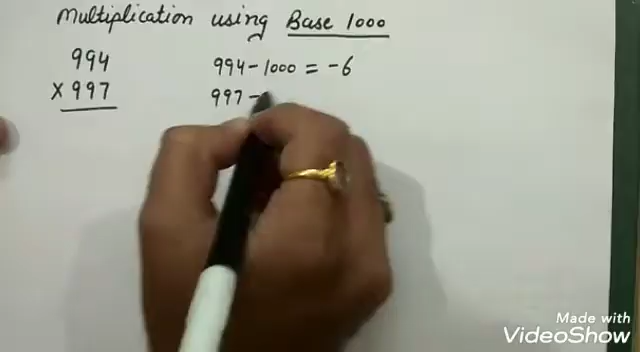 Multiplication using Base 1000
994 994-1000 = -6
×997 997-
Made with
VideoShow